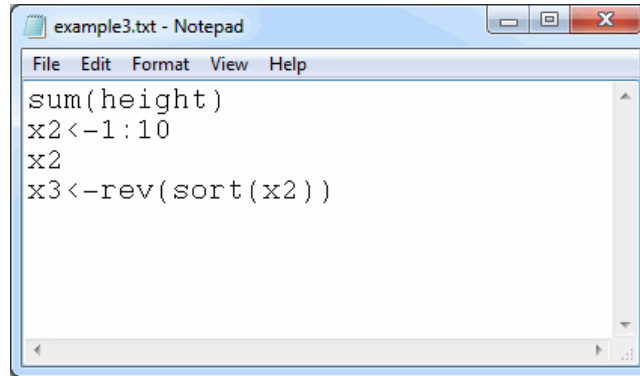 example3.txt - Notepad
File Edit Format View Help
sum(height)
x2<-1:10
x2
x3<-rev(sort(x2))